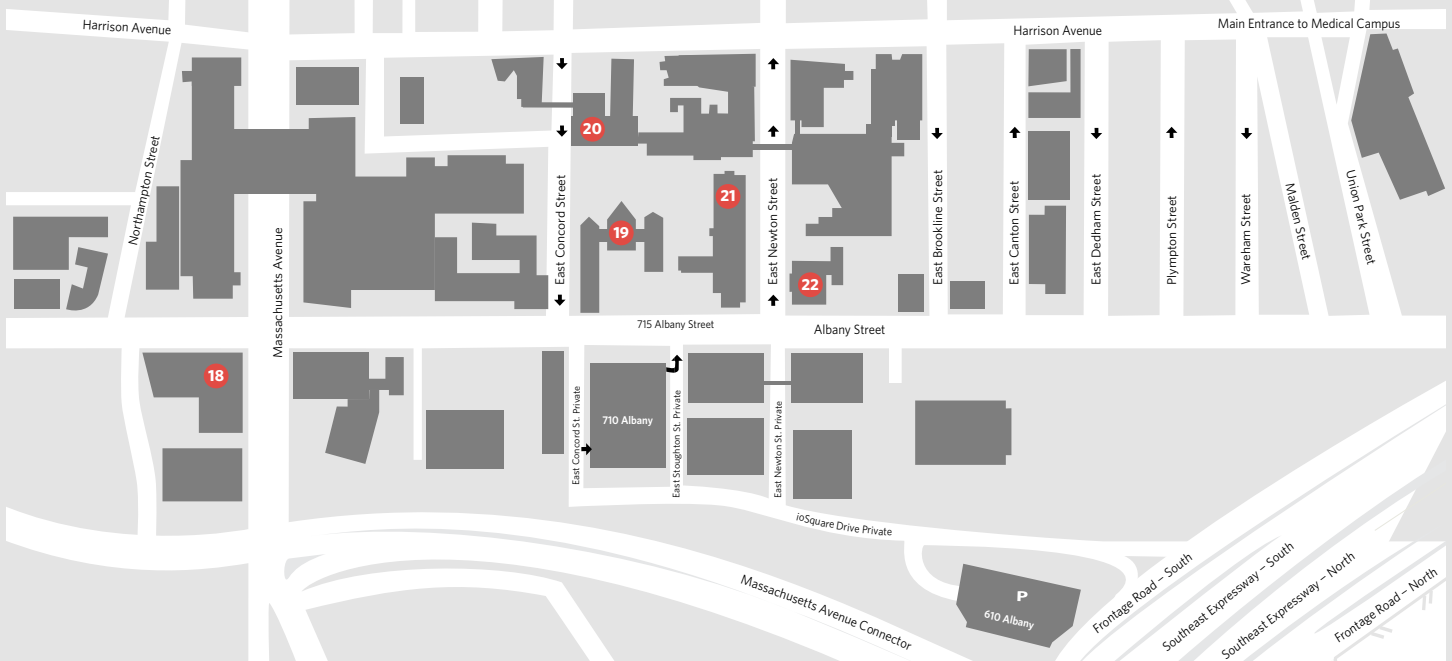 Harrison Avenue
Main Entrance to Medical Campus
Harrison Avenue
20
Northampton Street
21
East Concord Street
East Newton Street
East Brookline Street
East Canton Street
East Dedham Street
Plympton Street
Wareham Street
Malden Street
Union Park Street
19
Massachusetts Avenue
22
715 Albany Street
Albany Street
18
710 Albany
East Concord St. Private
East Stoughton St. Private
East Newton St. Private
ioSquare Drive Private
P
610 Albany
Massachusetts Avenue Connector
Frontage Road – South
Southeast Expressway – South
Southeast Expressway – North
Frontage Road – North